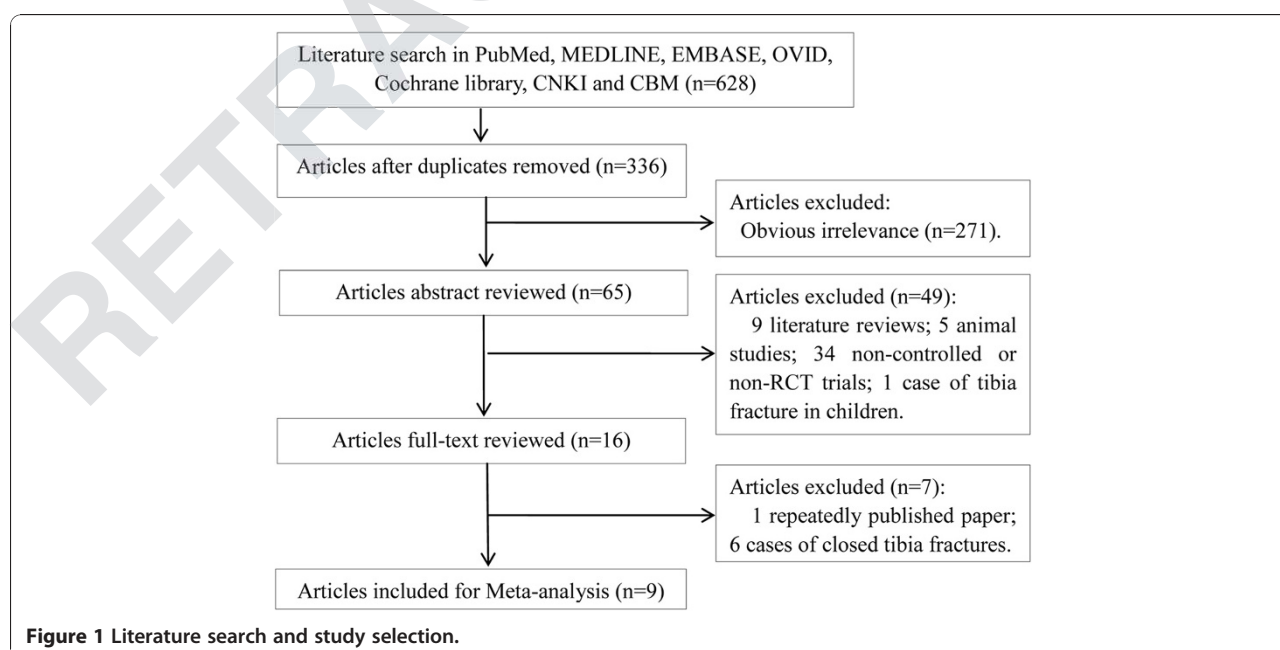 Literature search in PubMed, MEDLINE, EMBASE, OVID,
Cochrane library, CNKI and CBM (n=628)
Articles after duplicates removed (n=336)
Articles excluded:
Obvious irrelevance (n=271).
Articles abstract reviewed (n=65)
Articles excluded (n=49):
9 literature reviews; 5 animal
studies; 34 non-controlled or
non-RCT trials; 1 case of tibia
fracture in children.
Articles full-text reviewed (n=16)
Articles excluded (n=7):
1 repeatedly published paper;
6 cases of closed tibia fractures.
Articles included for Meta-analysis (n=9)
Figure 1 Literature search and study selection.
RETRA